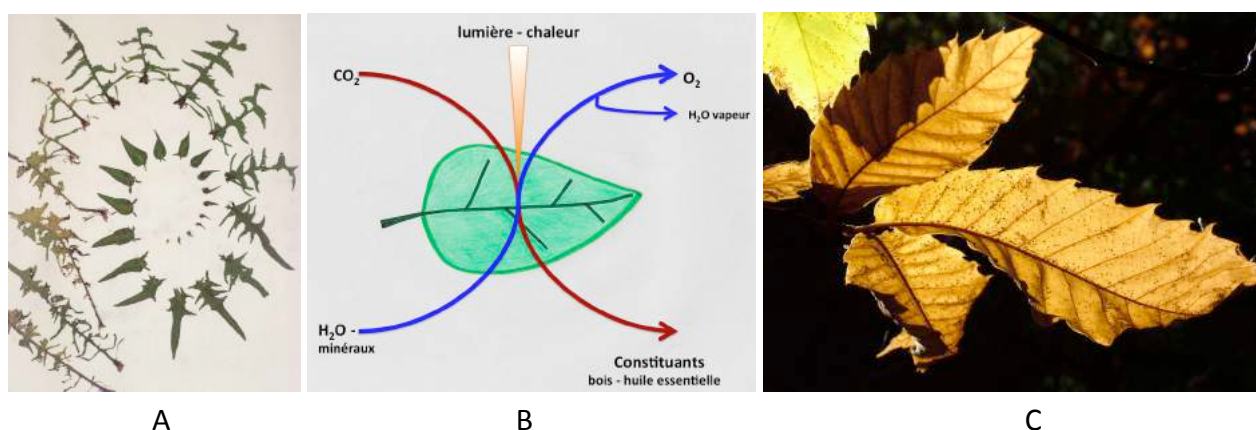 lumière - chaleur
CO₂
O₂
H₂O vapeur
H₂O -
minéraux
Constituants
bois - huile essentielle
A
B
C